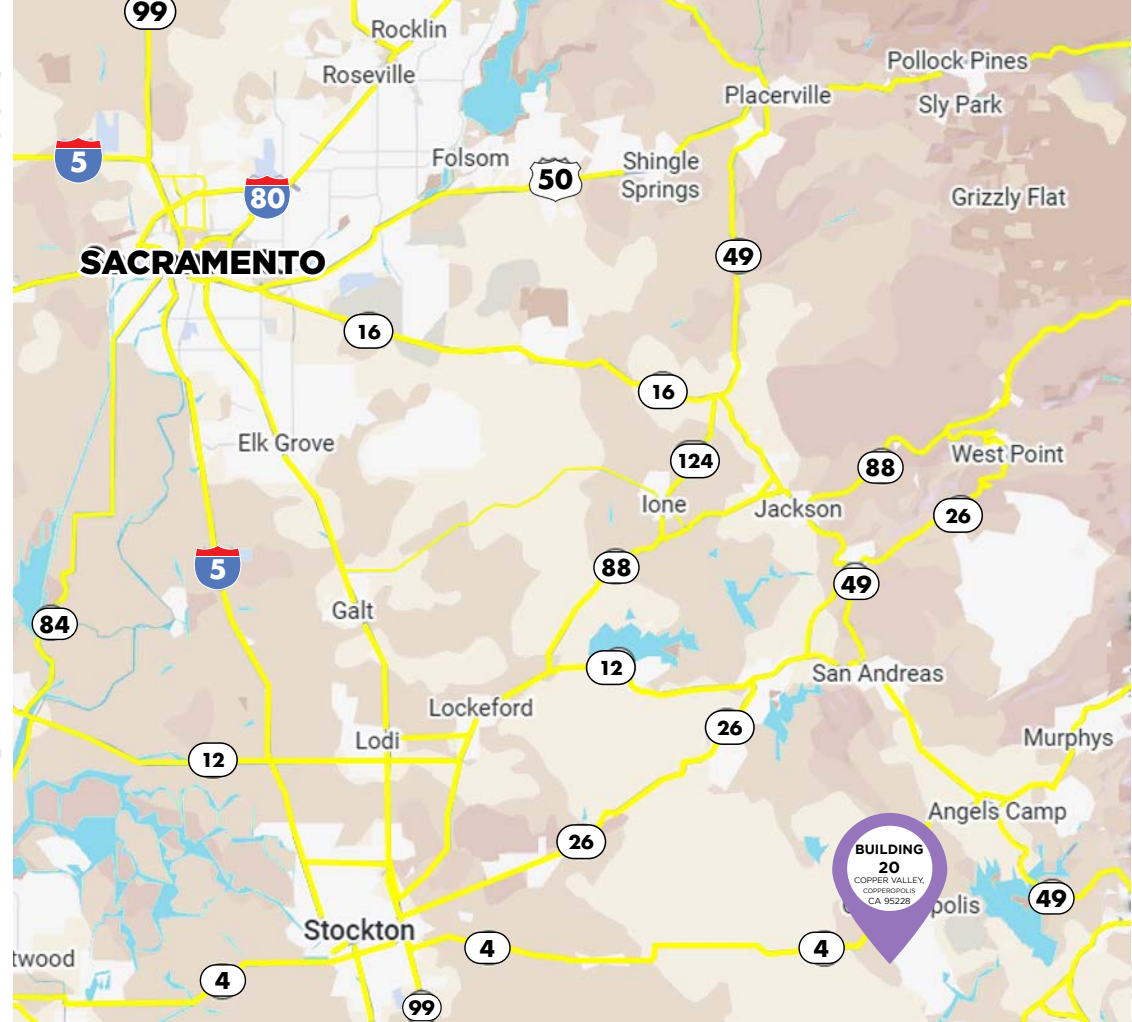 99
Rocklin
Roseville
Pollock Pines
Placerville
Sly Park
5
Folsom
50
Shingle
Springs
80
Grizzly Flat
49
SACRAMENTO
16
16
Elk Grove
124
88
West Point
Ione
Jackson
26
5
88
49
Galt
84
12
San Andreas
Lockeford
26
Lodi
Murphys
12
Angels Camp
26
BUILDING
20
COPPER VALLEY,
COPPEROPOLIS
CA 95228
polis
49
Stockton
4
4
twood
4
99